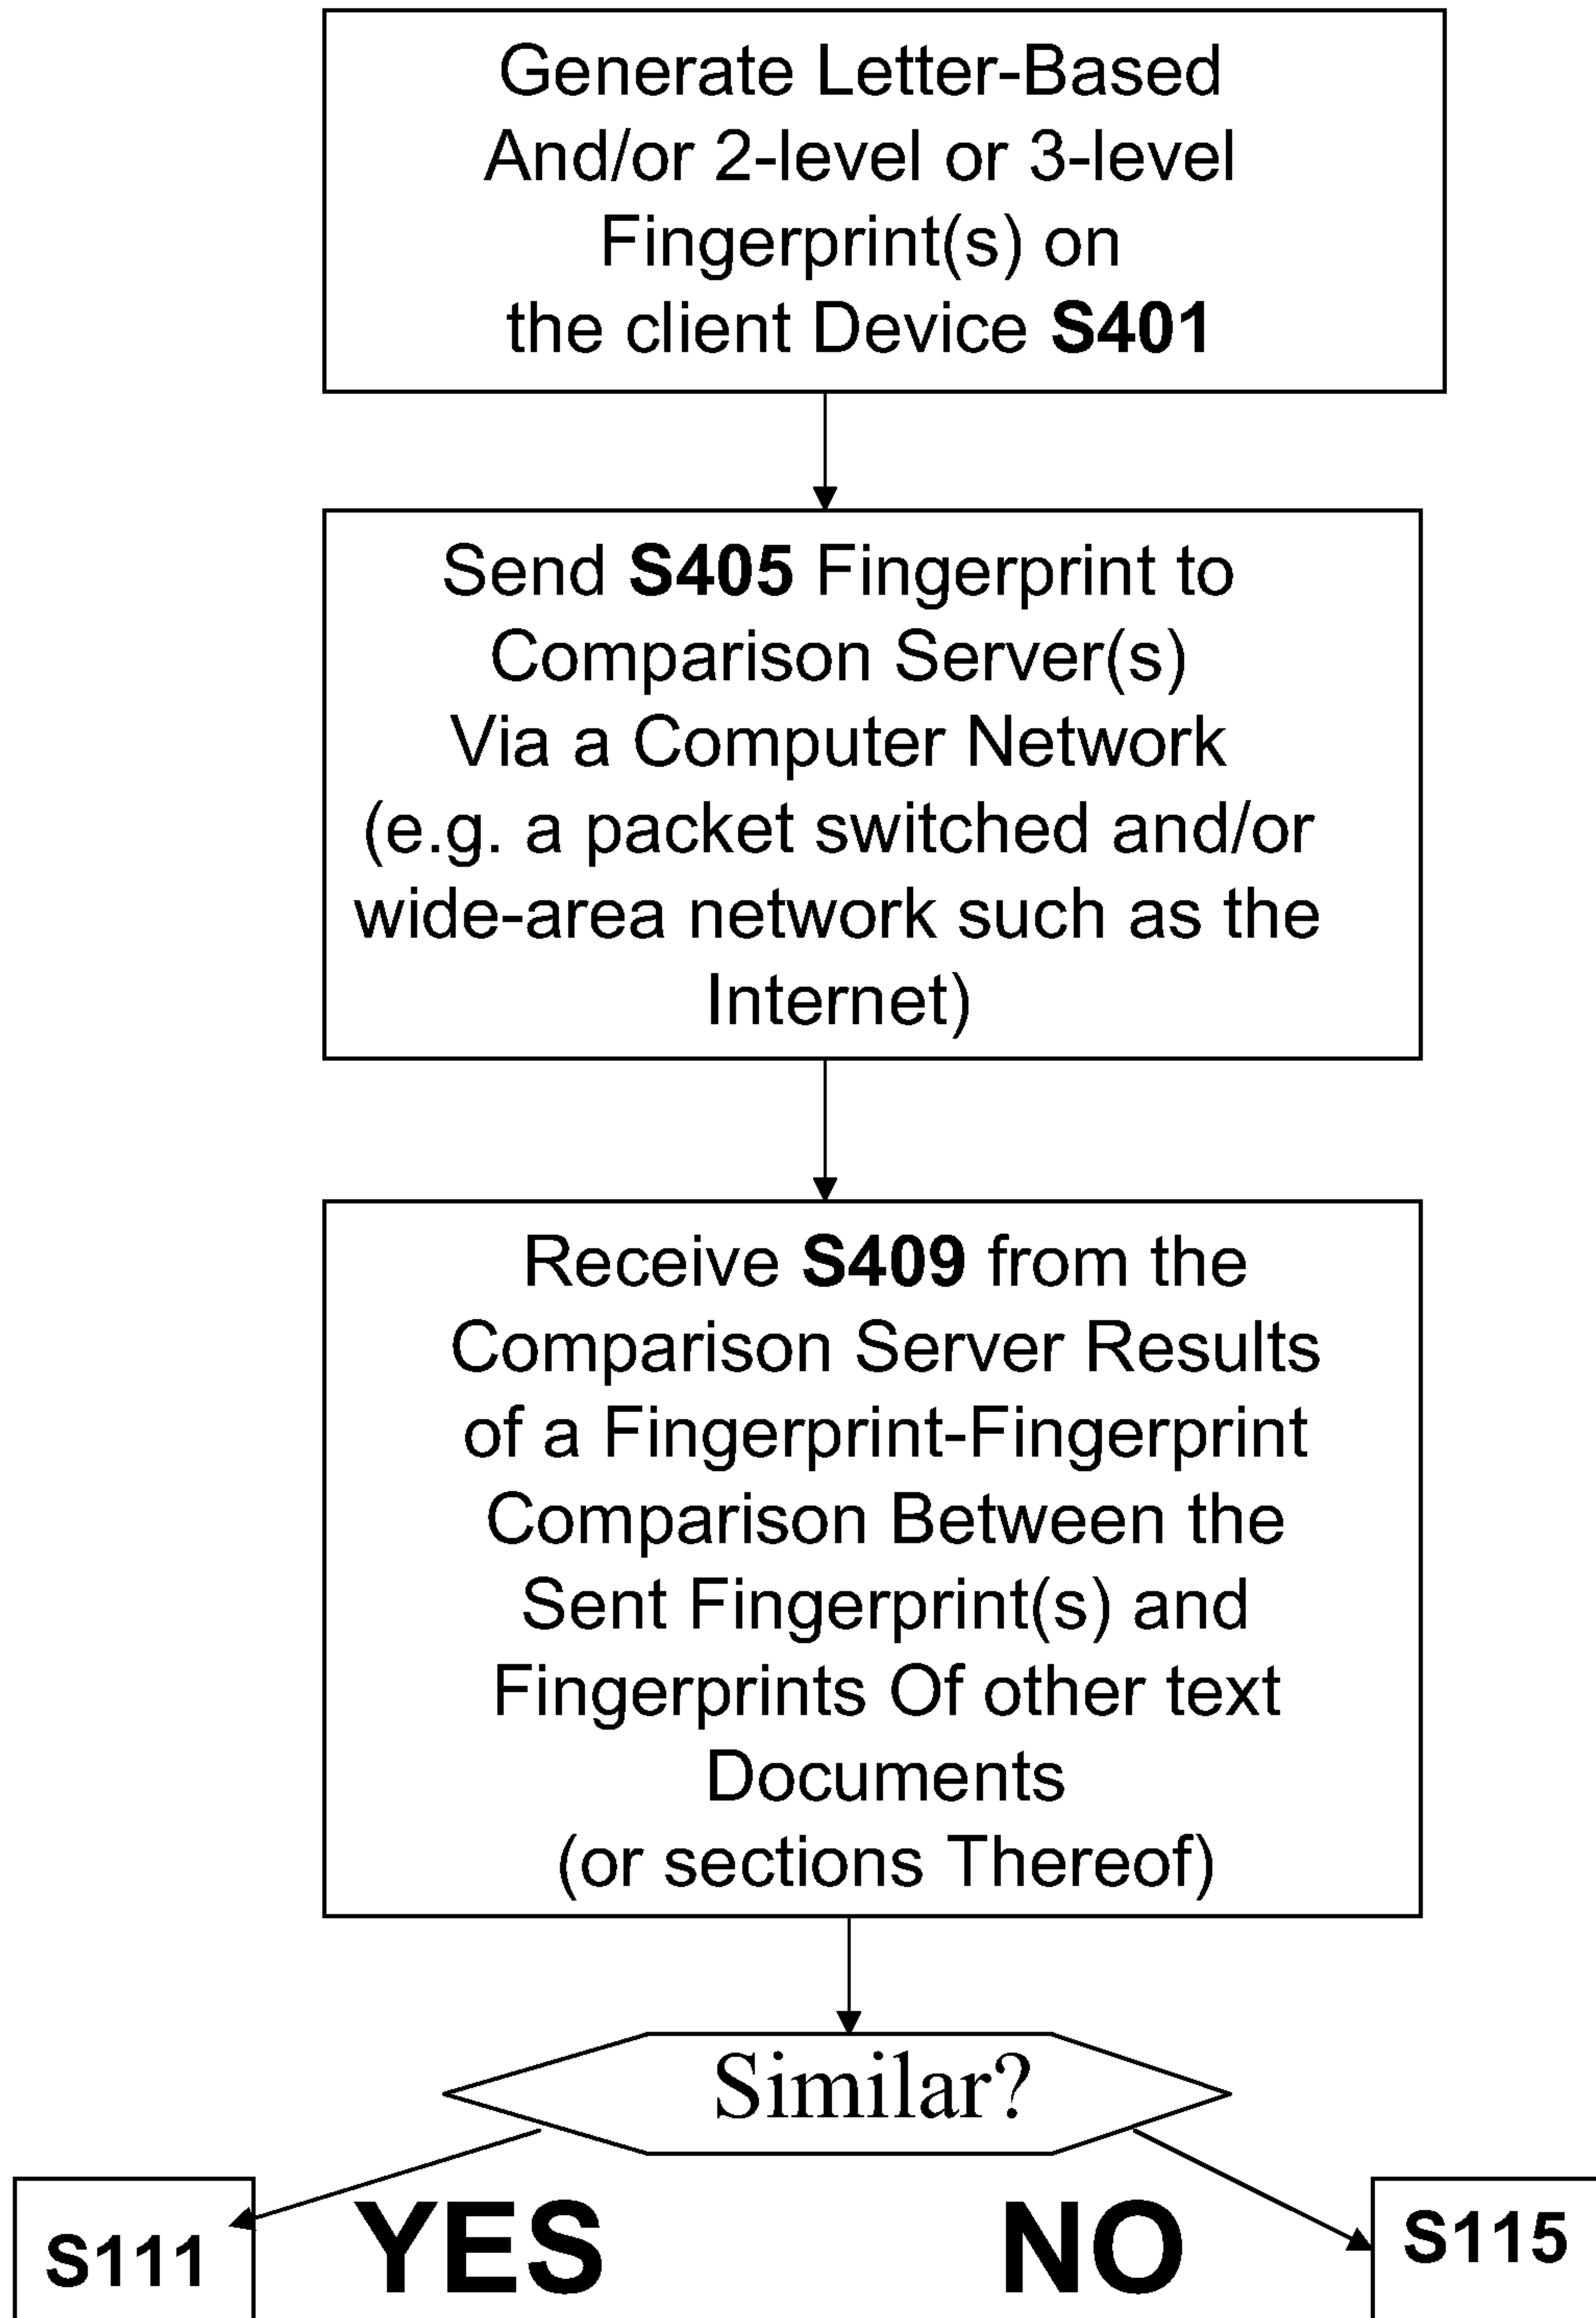 Generate Letter-Based
And/or 2-level or 3-level
Fingerprint(s) on
the client Device S401
Send S405 Fingerprint to
Comparison Server(s)
Via a Computer Network
(e.g. a packet switched and/or
wide-area network such as the
Internet)
Receive S409 from the
Comparison Server Results
of a Fingerprint-Fingerprint
Comparison Between the
Sent Fingerprint(s) and
Fingerprints Of other text
Documents
(or sections Thereof)
Similar?
S111 YES NO S115